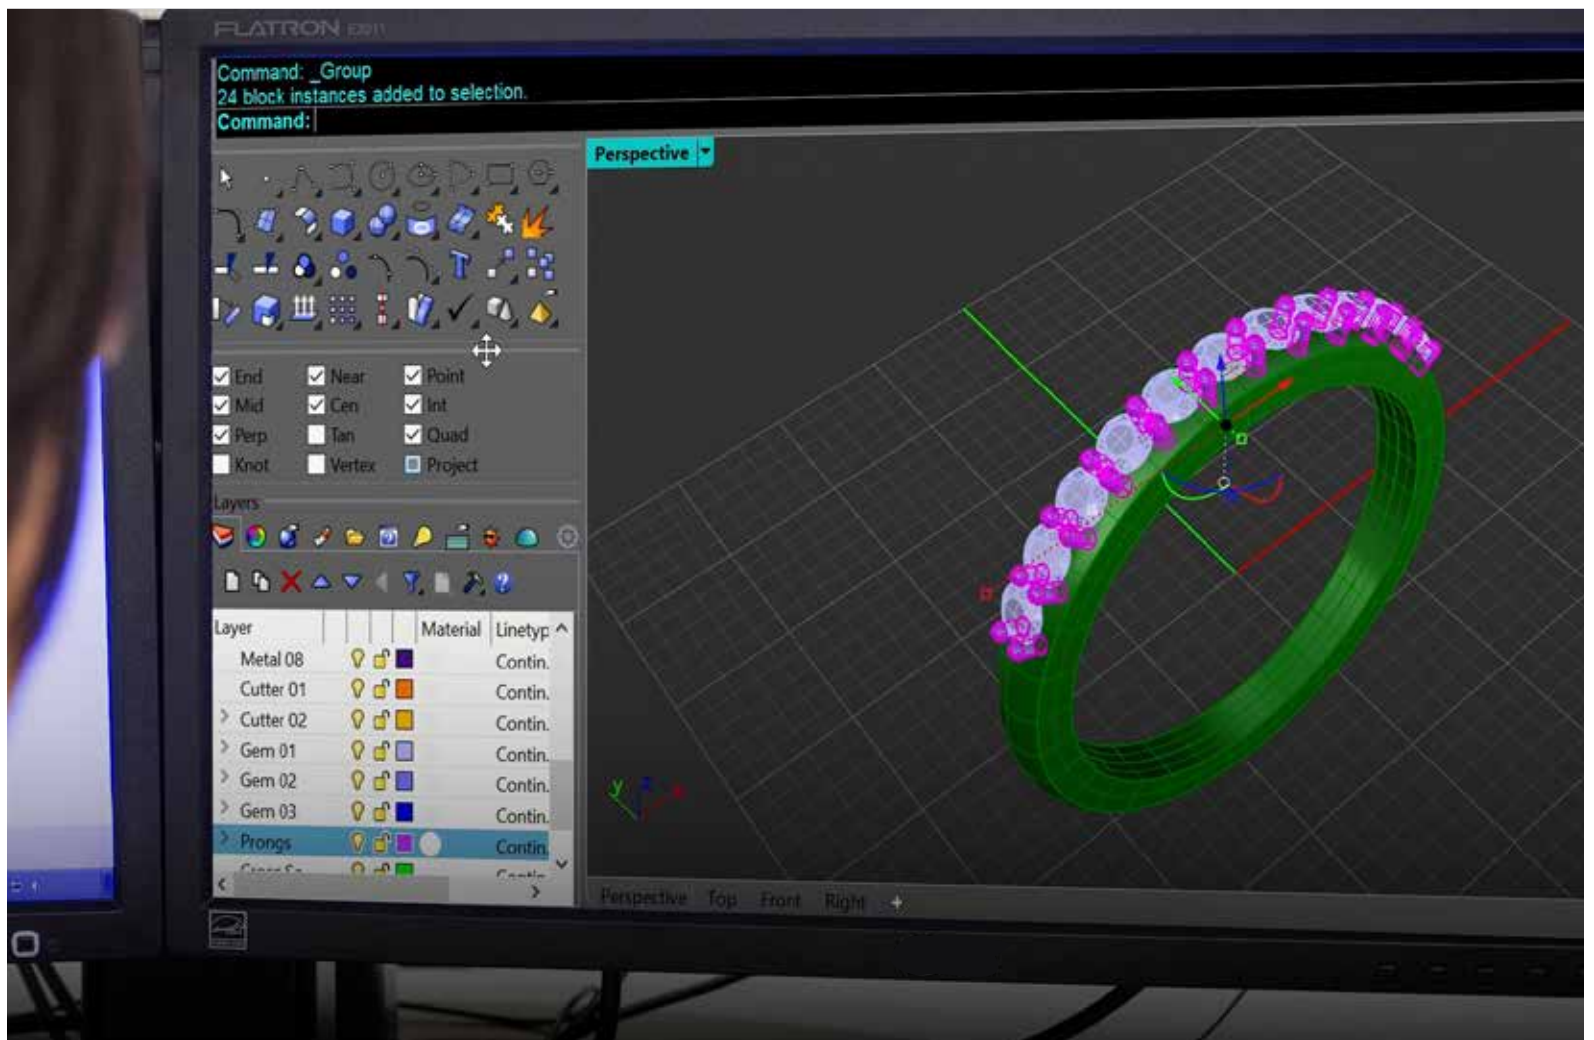 FLATRON E2011
Command: _Group
24 block instances added to selection.
Command:
Perspective
End Near Point
Mid Cen Int
Perp Tan Quad
Knot Vertex Project
Layers
Layer Material Linetyp
Metal 08 Contin.
Cutter 01 Contin.
Cutter 02 Contin.
Gem 01 Contin.
Gem 02 Contin.
Gem 03 Contin.
Prongs Contin.
y z x
Perspective Top Front Right +